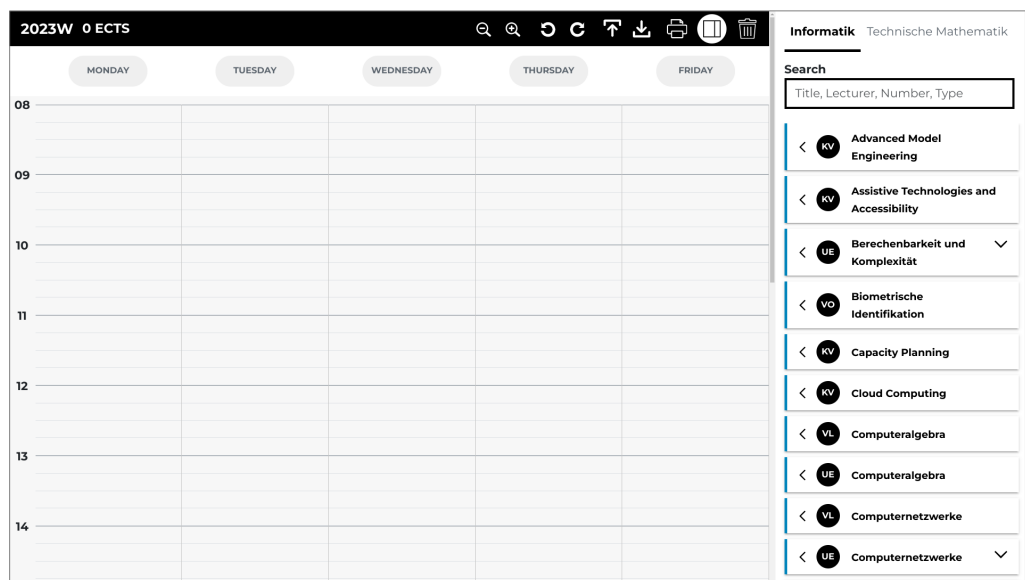 2023W 0 ECTS
MONDAY TUESDAY WEDNESDAY THURSDAY FRIDAY
08
09
10
11
12
13
14
Informatik Technische Mathematik
Search
Title, Lecturer, Number, Type
KV Advanced Model
Engineering
KV Assistive Technologies and
Accessibility
UE Berechenbarkeit und
Komplexität
VO Biometrische
Identifikation
KV Capacity Planning
KV Cloud Computing
VL Computeralgebra
UE Computeralgebra
VL Computernetzwerke
UE Computernetzwerke